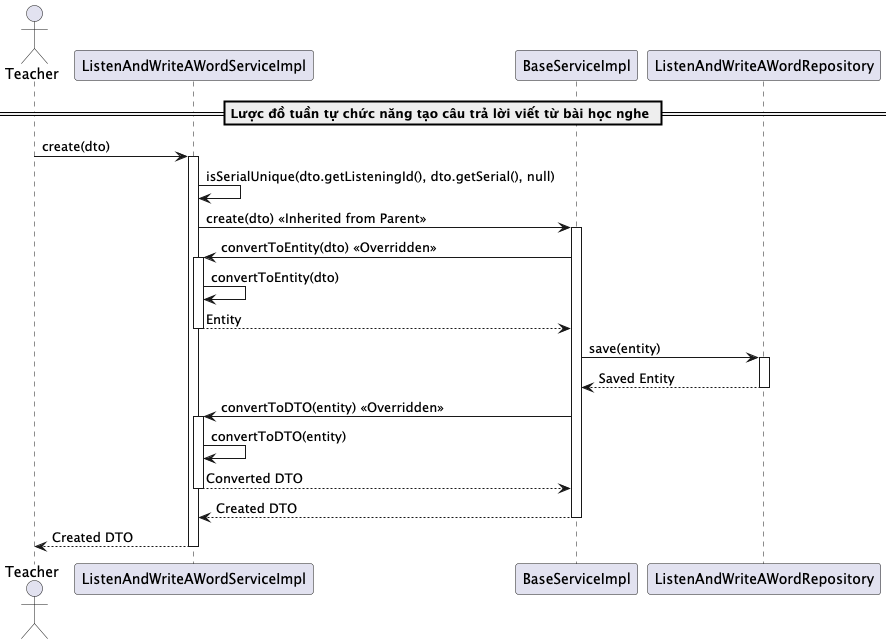 Teacher
ListenAndWriteAWordServiceImpl
BaseServiceImpl
ListenAndWriteAWordRepository
Lược đồ tuần tự chức năng tạo câu trả lời viết từ bài học nghe
create(dto)
isSerialUnique(dto.getListeningId(), dto.getSerial(), null)
create(dto) «Inherited from Parent»
convertToEntity(dto) «Overridden»
convertToEntity(dto)
Entity
save(entity)
Saved Entity
convertToDTO(entity) «Overridden»
convertToDTO(entity)
Converted DTO
Created DTO
Created DTO
Teacher
ListenAndWriteAWordServiceImpl
BaseServiceImpl
ListenAndWriteAWordRepository